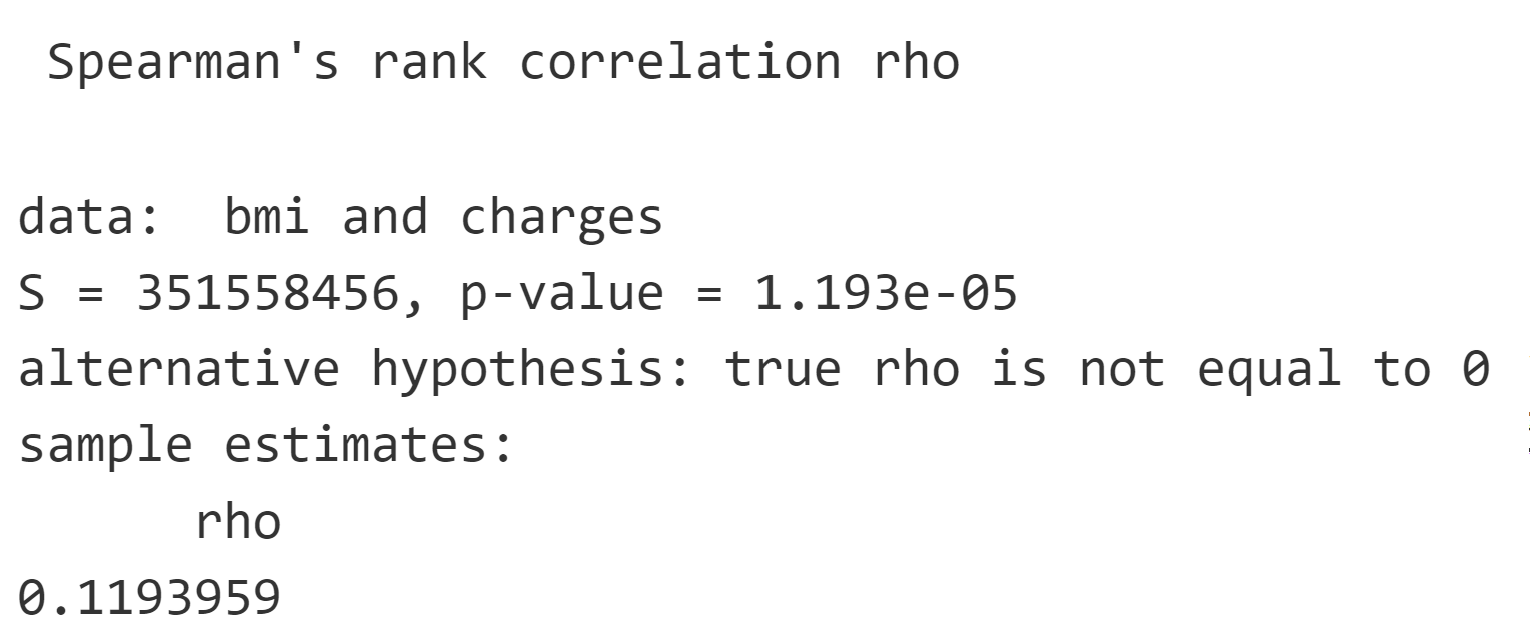 Spearman's rank correlation rho
data:  bmi and charges
S = 351558456, p-value = 1.193e-05
alternative hypothesis: true rho is not equal to 0
sample estimates:
rho
0.1193959